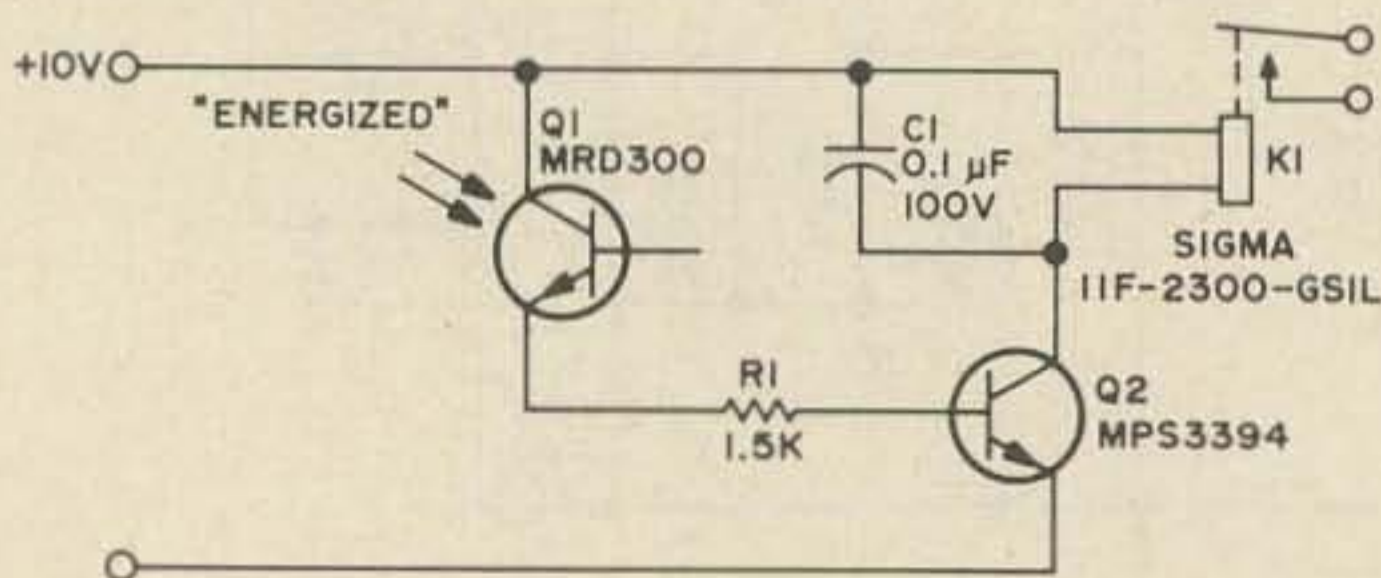 +10V
"ENERGIZED"
Q1
MRD300
C1
0.1 µF
100V
K1
SIGMA
11F-2300-GSIL
R1
1.5K
Q2
MPS3394